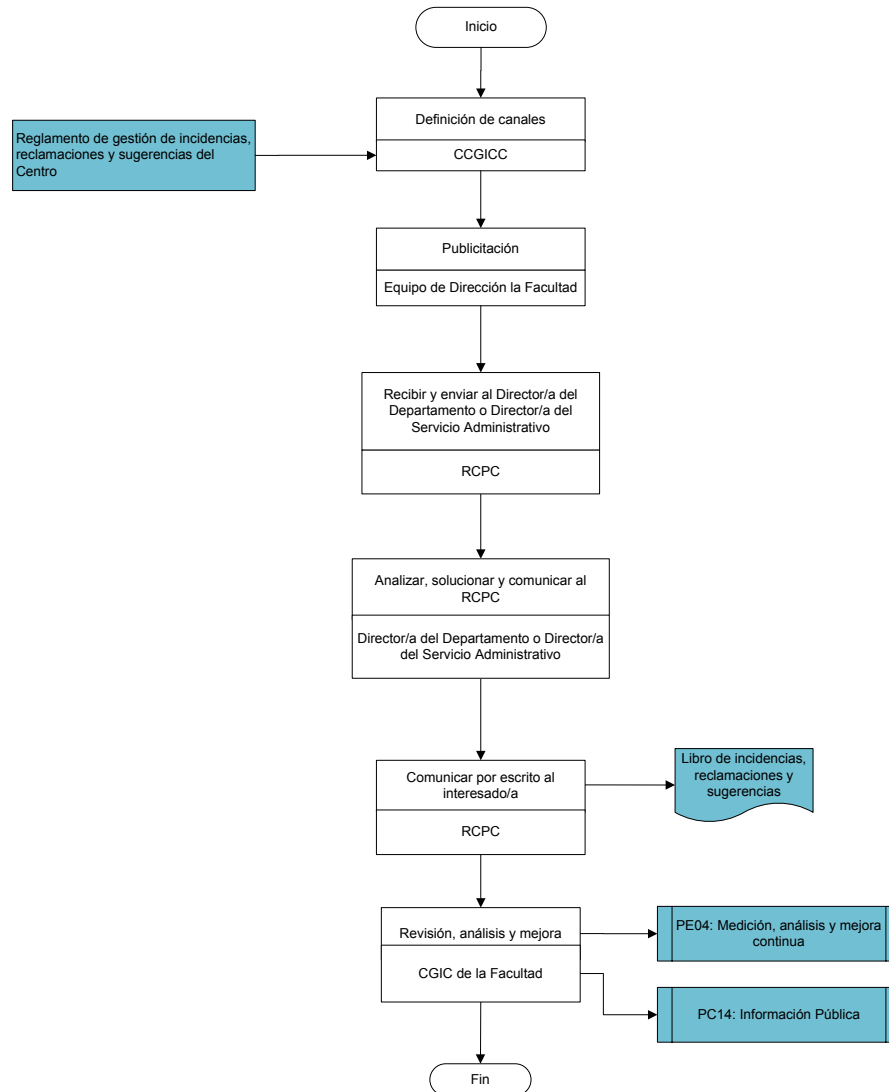 Inicio
Definición de canales
CCGICC
Reglamento de gestión de incidencias,
reclamaciones y sugerencias del
Centro
Publicitación
Equipo de Dirección la Facultad
Recibir y enviar al Director/a del
Departamento o Director/a del
Servicio Administrativo
RCPC
Analizar, solucionar y comunicar al
RCPC
Director/a del Departamento o Director/a
del Servicio Administrativo
Comunicar por escrito al
interesado/a
RCPC
Libro de incidencias,
reclamaciones y
sugerencias
Revisión, análisis y mejora
CGIC de la Facultad
PE04: Medición, análisis y mejora
continua
PC14: Información Pública
Fin